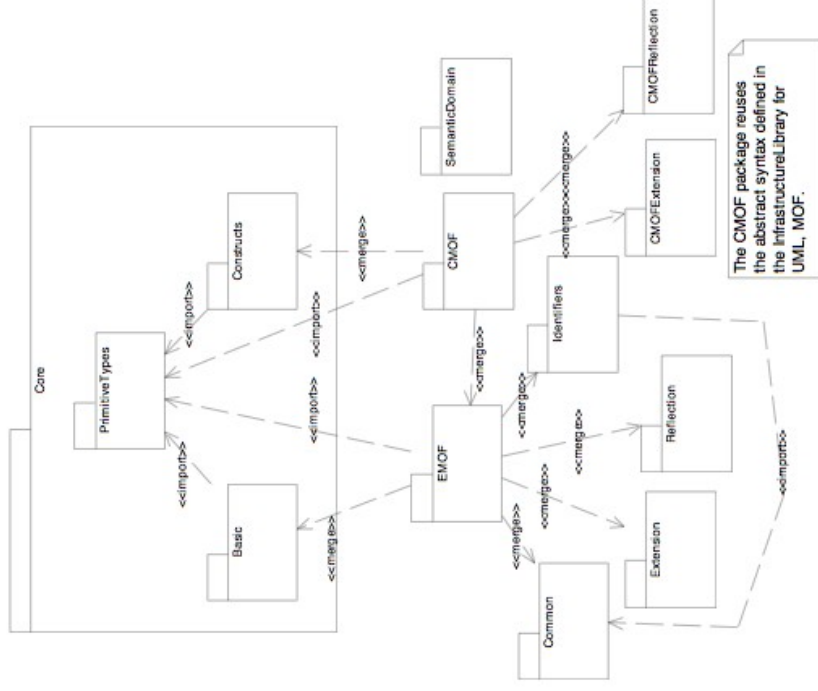 Core
PrimitiveTypes
<<import>>
<<import>>
Basic
Constructs
<<import>>
<<import>>
<<merge>>
<<merge>>
EMOF
<<merge>>
CMOF
SemanticDomain
<<merge>>
<<merge>>
<<merge>>
<<merge>>
<<merge>>
<<merge>>
Common
Extension
Reflection
Identifiers
CMOFExtension
CMOFReflection
<<import>>
The CMOF package reuses
the abstract syntax defined in
the InfrastructureLibrary for
UML, MOF.